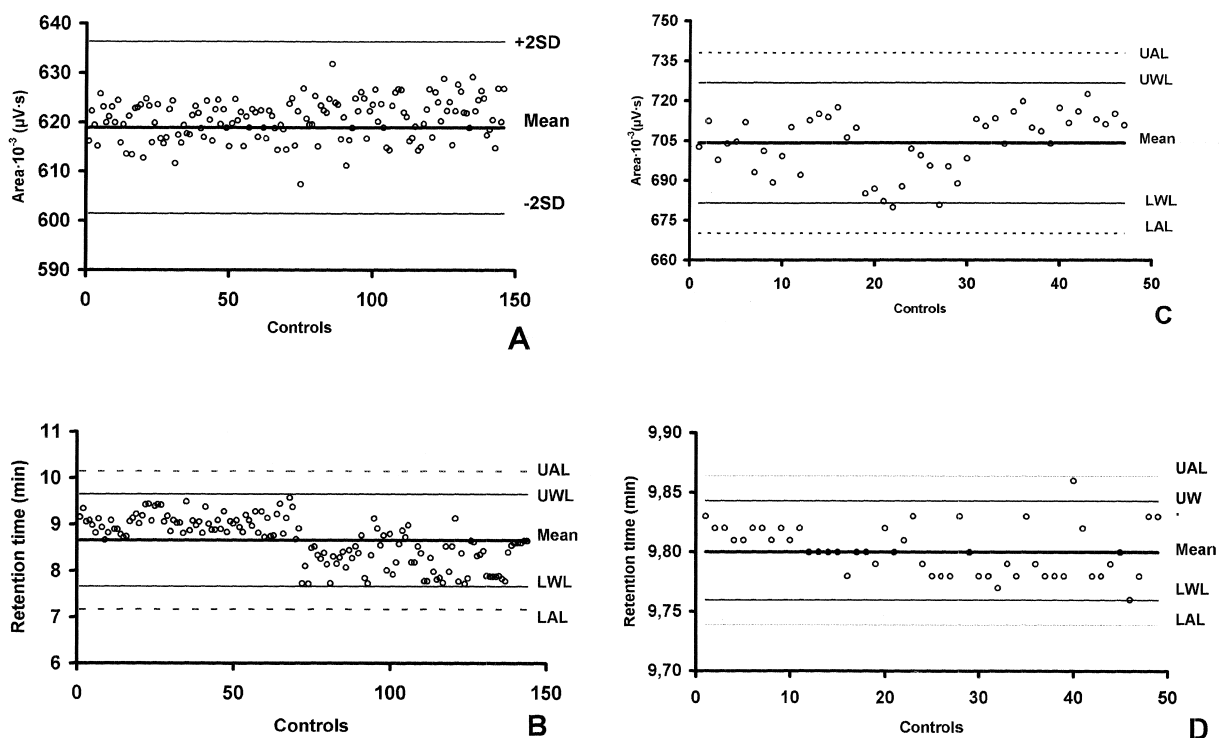 640
630
620
610
600
590
Area·10⁻³ (µV·s)
+2SD
Mean
-2SD
0
50
100
150
Controls
A
750
735
720
705
690
675
660
Area·10⁻³(µV·s)
UAL
UWL
Mean
LWL
LAL
0
10
20
30
40
50
Controls
C
11
10
9
8
7
6
Retention time (min)
UAL
UWL
Mean
LWL
LAL
0
50
100
150
Controls
B
9,90
9,85
9,80
9,75
9,70
Retention time (min)
UAL
UW
Mean
LWL
LAL
0
10
20
30
40
50
Controls
D